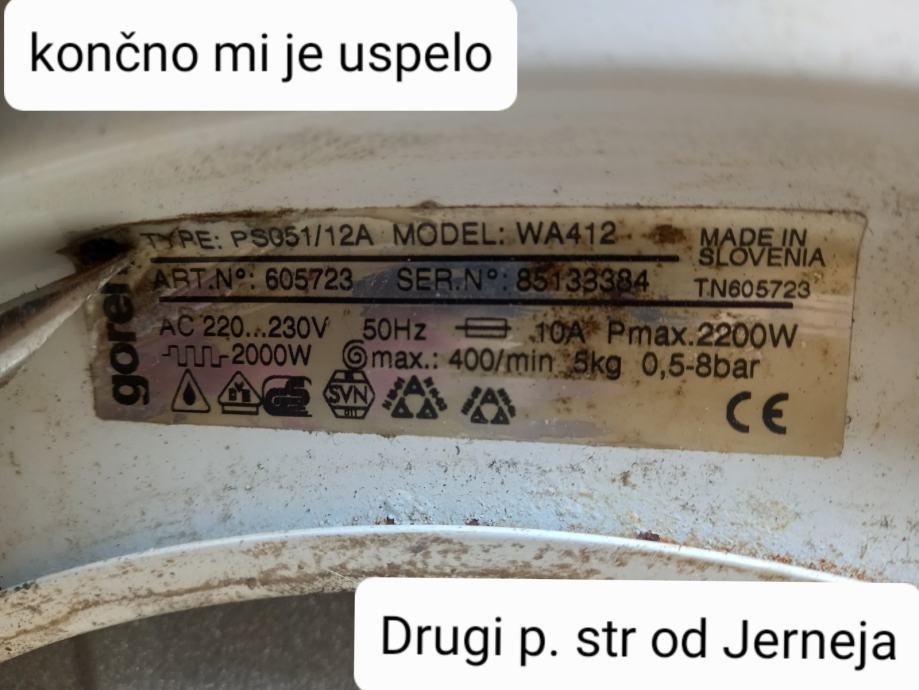 končno mi je uspelo
TYPE: PS051/12A MODEL: WA412
MADE IN
SLOVENIA
ART.N°: 605723 SER.N°: 85133384
TN605723
AC 220...230V 50Hz 10A Pmax.2200W
2000W max.: 400/min 5kg 0,5-8bar
goren
SVN
CE
Drugi p. str od Jerneja